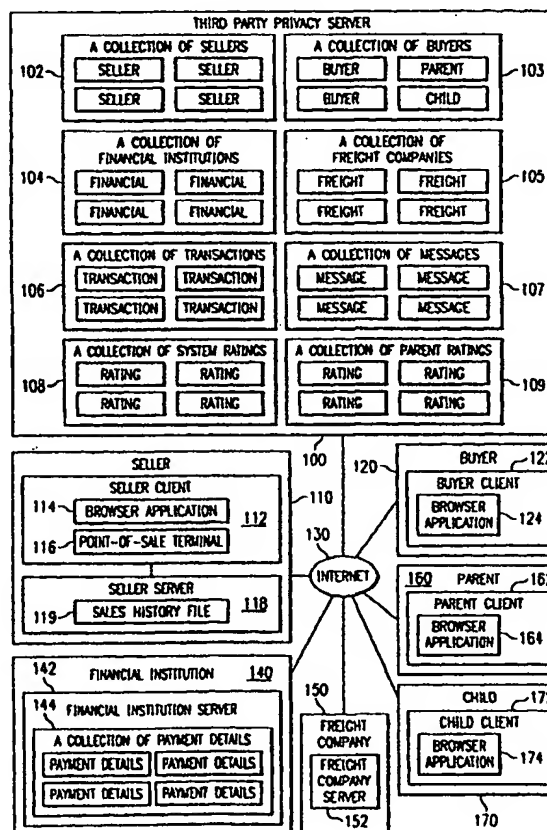 THIRD PARTY PRIVACY SERVER
A COLLECTION OF SELLERS
SELLER SELLER
SELLER SELLER
102
A COLLECTION OF BUYERS
BUYER PARENT
BUYER CHILD
103
A COLLECTION OF
FINANCIAL INSTITUTIONS
FINANCIAL FINANCIAL
FINANCIAL FINANCIAL
104
A COLLECTION OF
FREIGHT COMPANIES
FREIGHT FREIGHT
FREIGHT FREIGHT
105
A COLLECTION OF TRANSACTIONS
TRANSACTION TRANSACTION
TRANSACTION TRANSACTION
106
A COLLECTION OF MESSAGES
MESSAGE MESSAGE
MESSAGE MESSAGE
107
A COLLECTION OF SYSTEM RATINGS
RATING RATING
RATING RATING
108
A COLLECTION OF PARENT RATINGS
RATING RATING
RATING RATING
109
100
SELLER
SELLER CLIENT
114 BROWSER APPLICATION 112
116 POINT-OF-SALE TERMINAL
110
SELLER SERVER
119 SALES HISTORY FILE 118
130
INTERNET
120 BUYER 122
BUYER CLIENT
BROWSER
APPLICATION 124
160 PARENT
PARENT CLIENT
BROWSER
APPLICATION 164
CHILD
CHILD CLIENT
BROWSER
APPLICATION 174
170
142 FINANCIAL INSTITUTION 140
144 FINANCIAL INSTITUTION SERVER
A COLLECTION OF PAYMENT DETAILS
PAYMENT DETAILS PAYMENT DETAILS
PAYMENT DETAILS PAYMENT DETAILS
150
FREIGHT
COMPANY
FREIGHT
COMPANY
SERVER
152